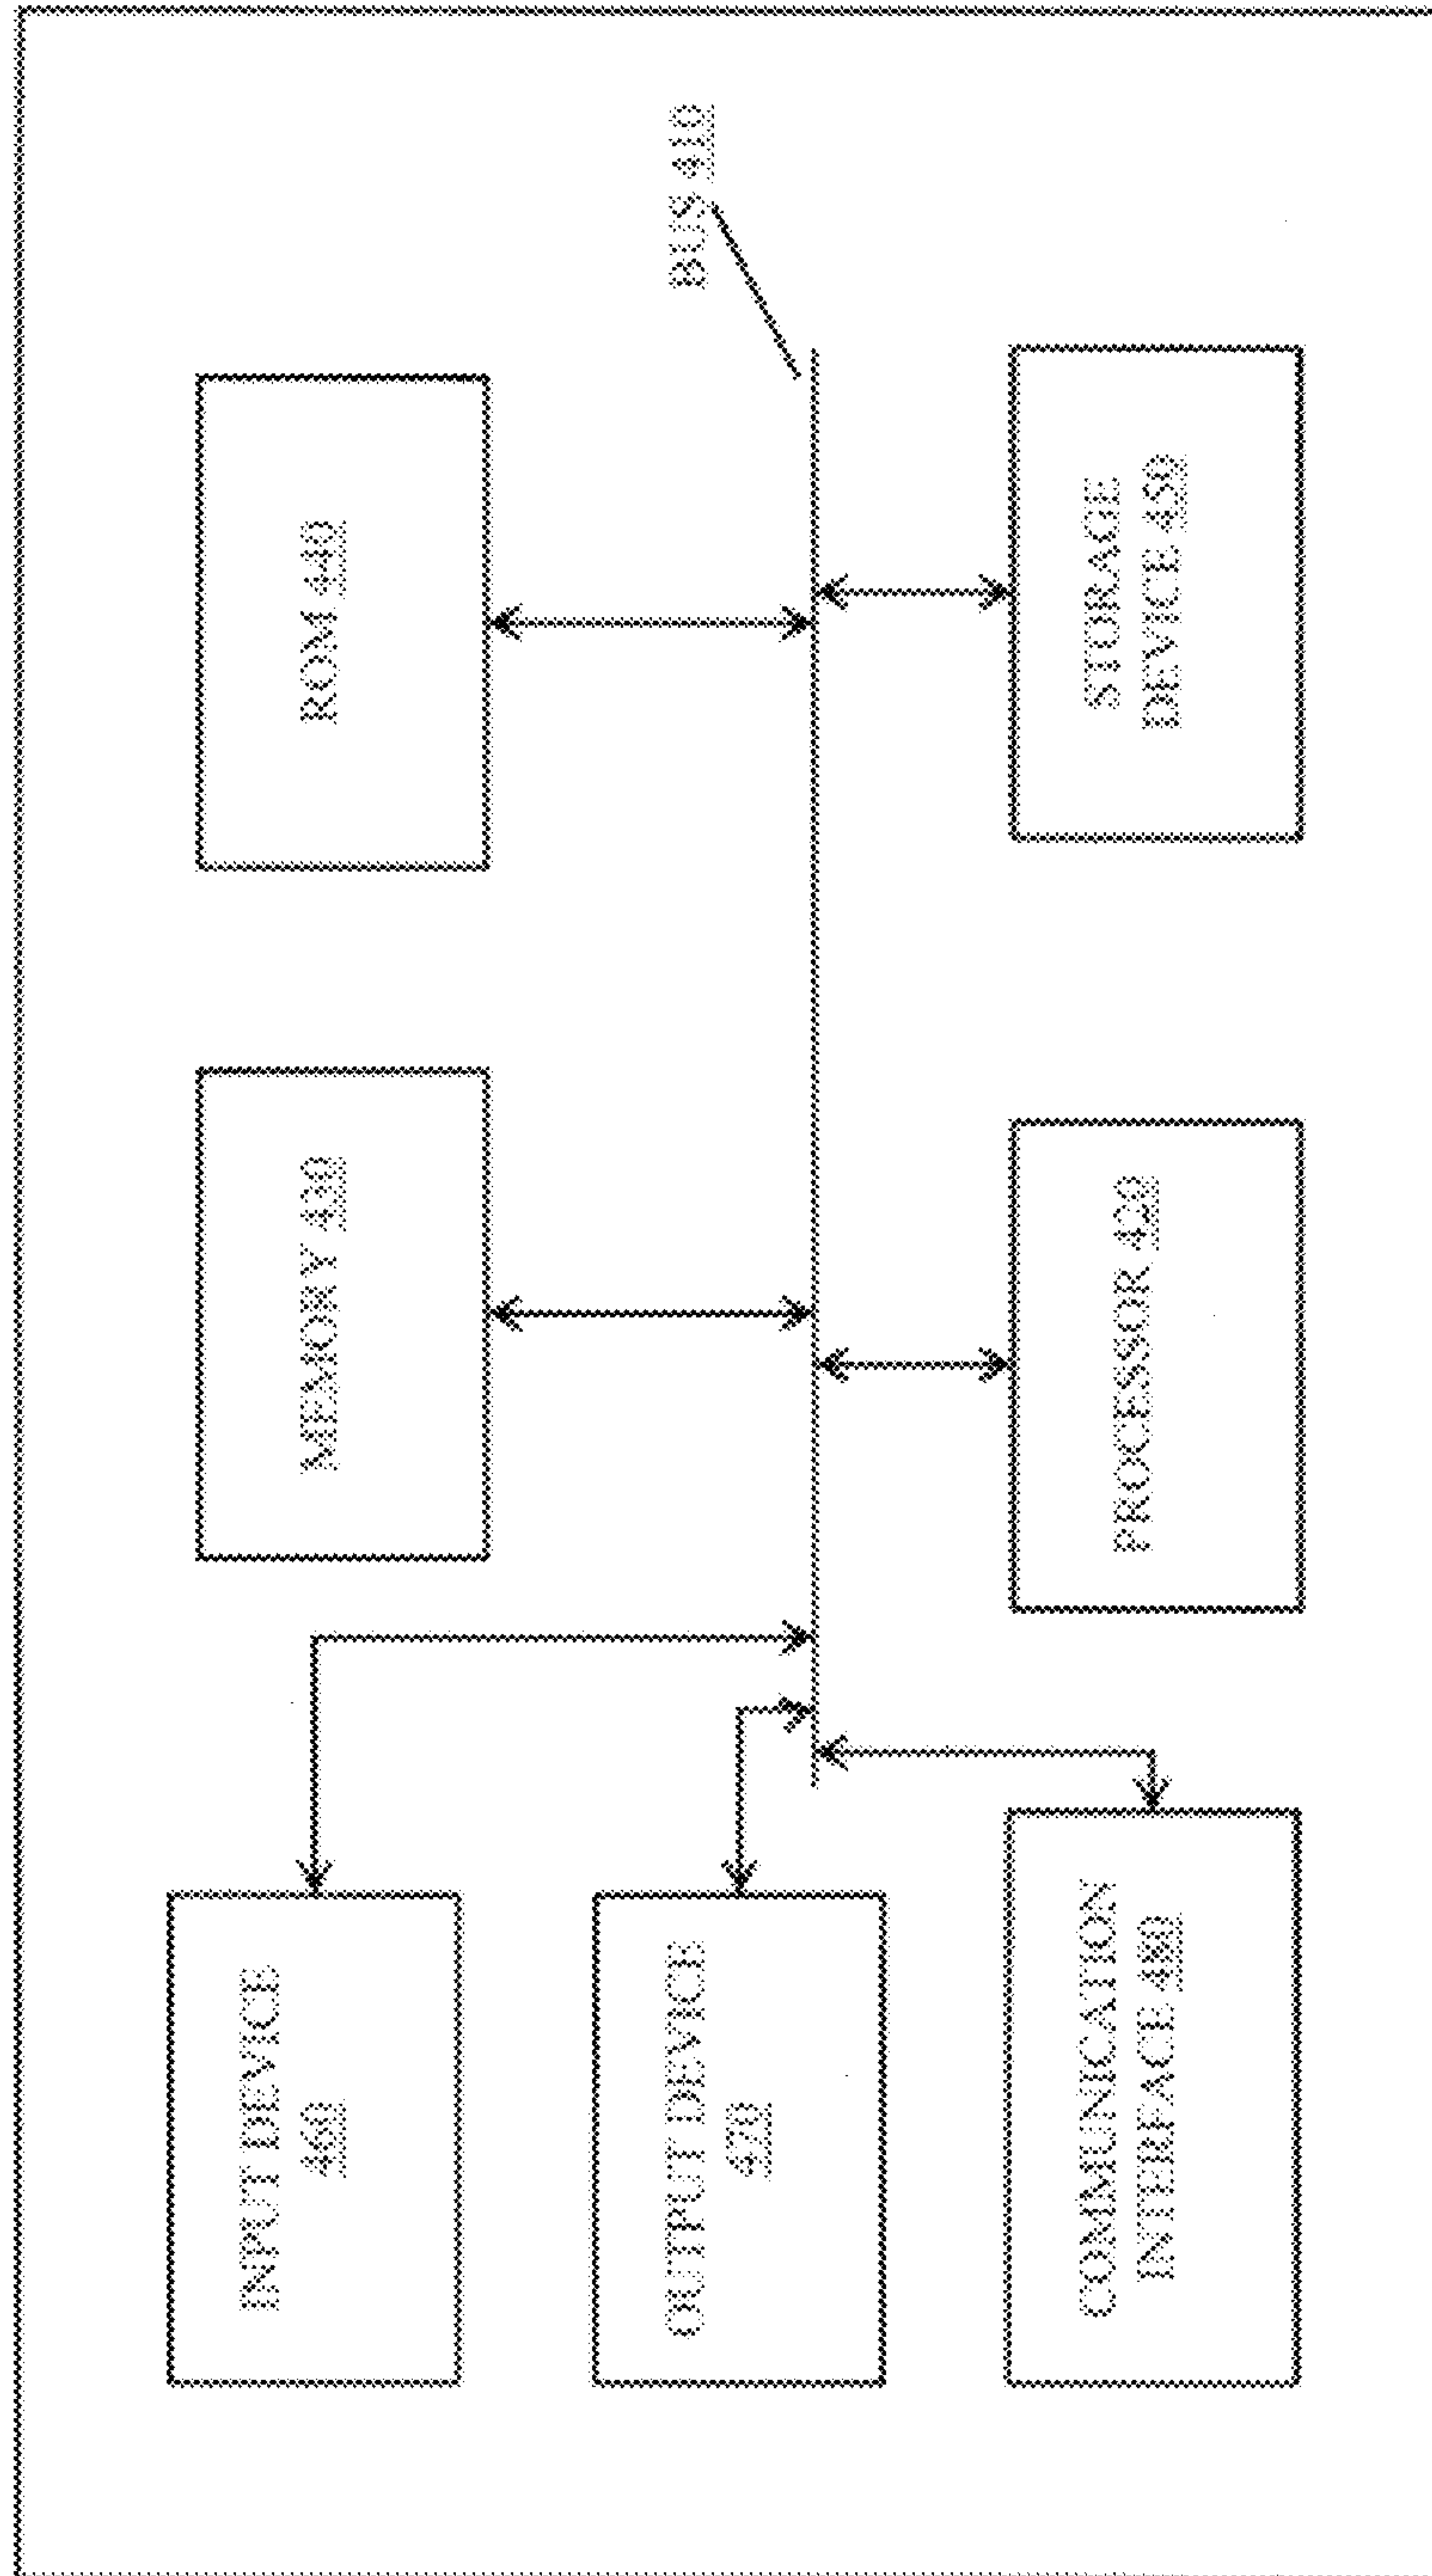 INPUT DEVICE
460
MEMORY 430
ROM 440
OUTPUT DEVICE
470
BUS 410
COMMUNICATION
INTERFACE 480
PROCESSOR 420
STORAGE
DEVICE 450